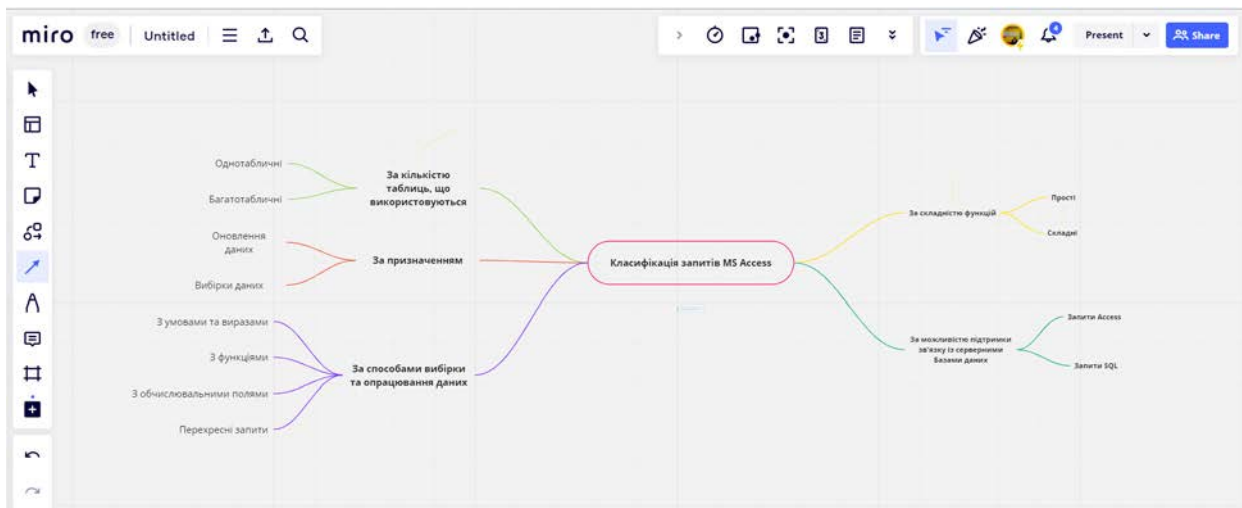 miro free Untitled
3
4
Present
Share
Однотабличні
Багатотабличні
За кількістю
таблиць, що
використовуються
Оновлення
даних
Вибірки даних
За призначенням
З умовами та виразами
З функціями
З обчислювальними полями
Перехресні запити
За способами вибірки
та опрацювання даних
Класифікація запитів MS Access
За складністю функцій
Прості
Складні
За можливістю підтримки
зв'язку із серверними
Базами даних
Запити Access
Запити SQL